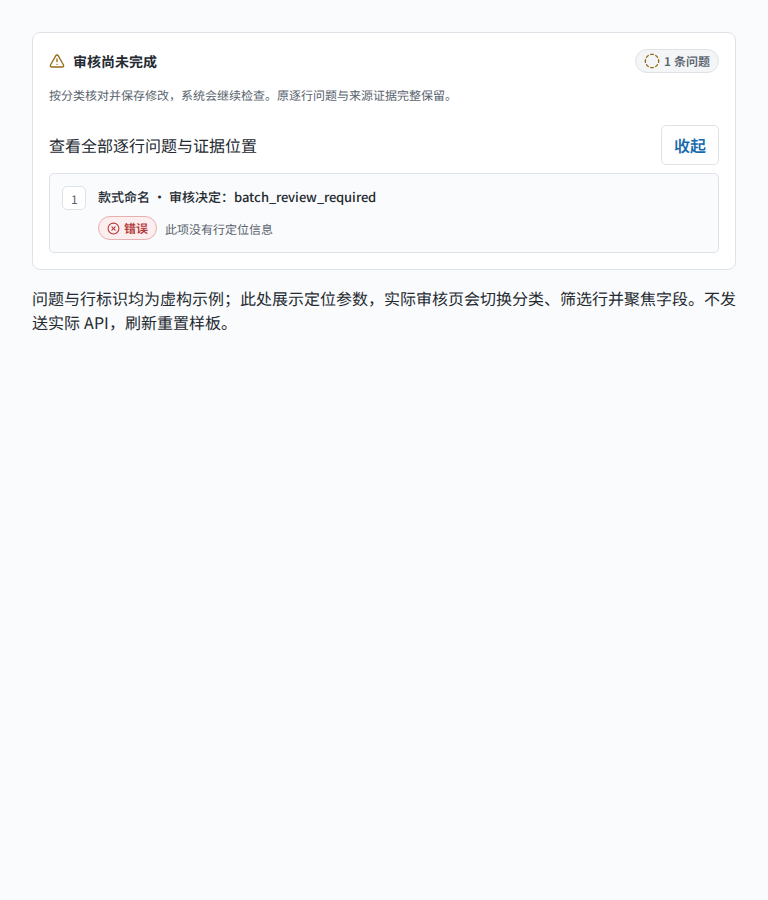 审核尚未完成
1 条问题
按分类核对并保存修改，系统会继续检查。原逐行问题与来源证据完整保留。
查看全部逐行问题与证据位置
收起
1
款式命名 · 审核决定：batch_review_required
错误
此项没有行定位信息
问题与行标识均为虚构示例；此处展示定位参数，实际审核页会切换分类、筛选行并聚焦字段。不发
送实际 API，刷新重置样板。